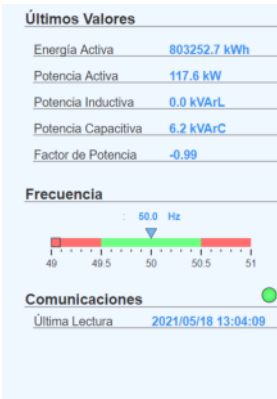 Últimos Valores
Energía Activa 803252.7 kWh
Potencia Activa 117.6 kW
Potencia Inductiva 0.0 kVArL
Potencia Capacitiva 6.2 kVArC
Factor de Potencia -0.99
Frecuencia
: 50.0 Hz
49 49.5 50 50.5 51
Comunicaciones
Última Lectura 2021/05/18 13:04:09